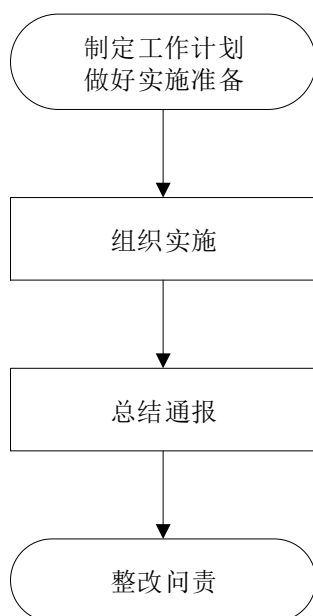 制定工作计划
做好实施准备
组织实施
总结通报
整改问责